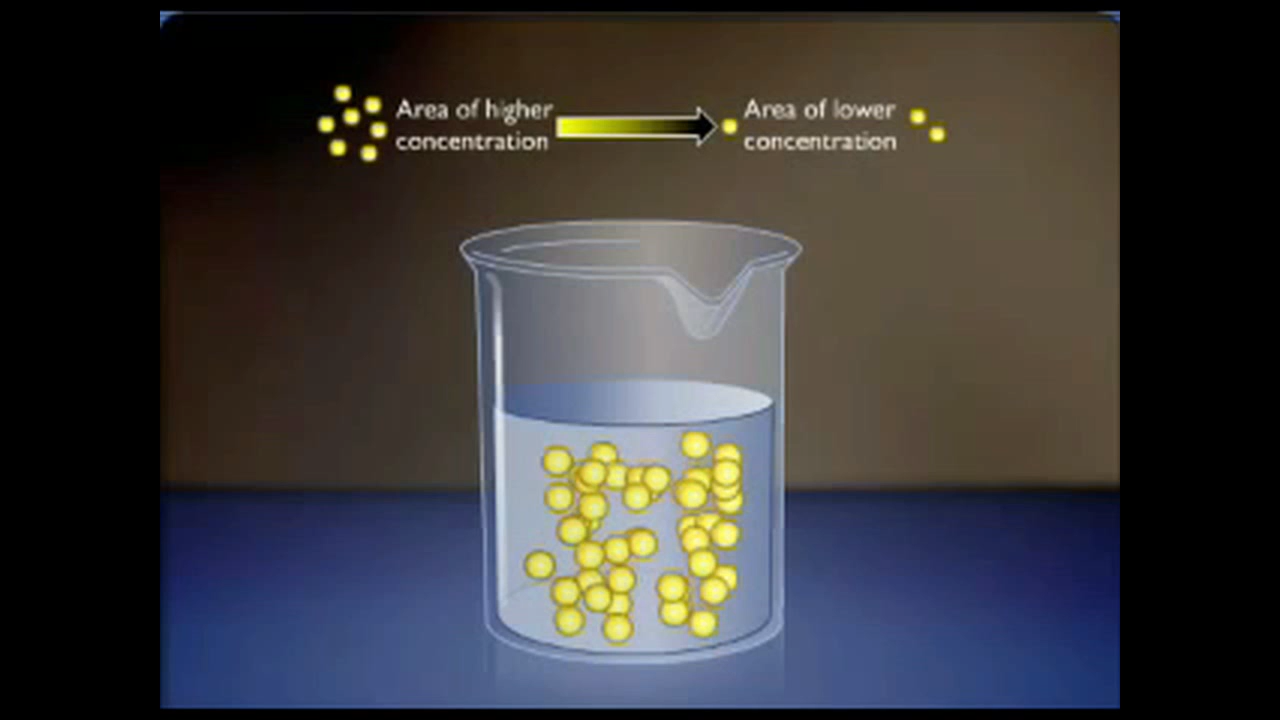 Area of higher
concentration
Area of lower
concentration